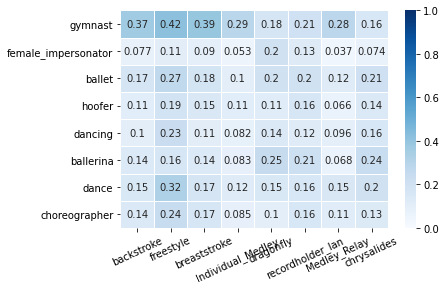 gymnast 0.37 0.42 0.39 0.29 0.18 0.21 0.28 0.16
female_impersonator 0.077 0.11 0.09 0.053 0.2 0.13 0.037 0.074
ballet 0.17 0.27 0.18 0.1 0.2 0.2 0.12 0.21
hoofer 0.11 0.19 0.15 0.11 0.11 0.16 0.066 0.14
dancing 0.1 0.23 0.11 0.082 0.14 0.12 0.096 0.16
ballerina 0.14 0.16 0.14 0.083 0.25 0.21 0.068 0.24
dance 0.15 0.32 0.17 0.12 0.15 0.16 0.15 0.2
choreographer 0.14 0.24 0.17 0.085 0.1 0.16 0.11 0.13
backstroke
freestyle
breaststroke
Individual_Medley
dragonfly
recordholder_Ian
Medley_Relay
chrysalides
1.0
0.8
0.6
0.4
0.2
0.0